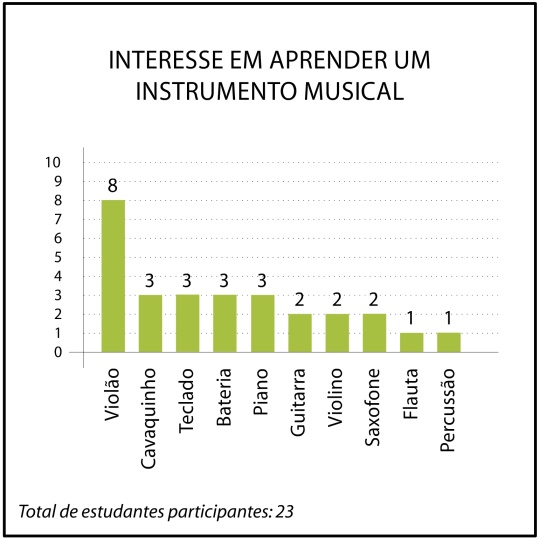 INTERESSE EM APRENDER UM
INSTRUMENTO MUSICAL
10
9
8
7
6
5
4
3
2
1
0
8
3
3
3
3
2
2
2
1
1
Violão
Cavaquinho
Teclado
Bateria
Piano
Guitarra
Violino
Saxofone
Flauta
Percussão
Total de estudantes participantes: 23